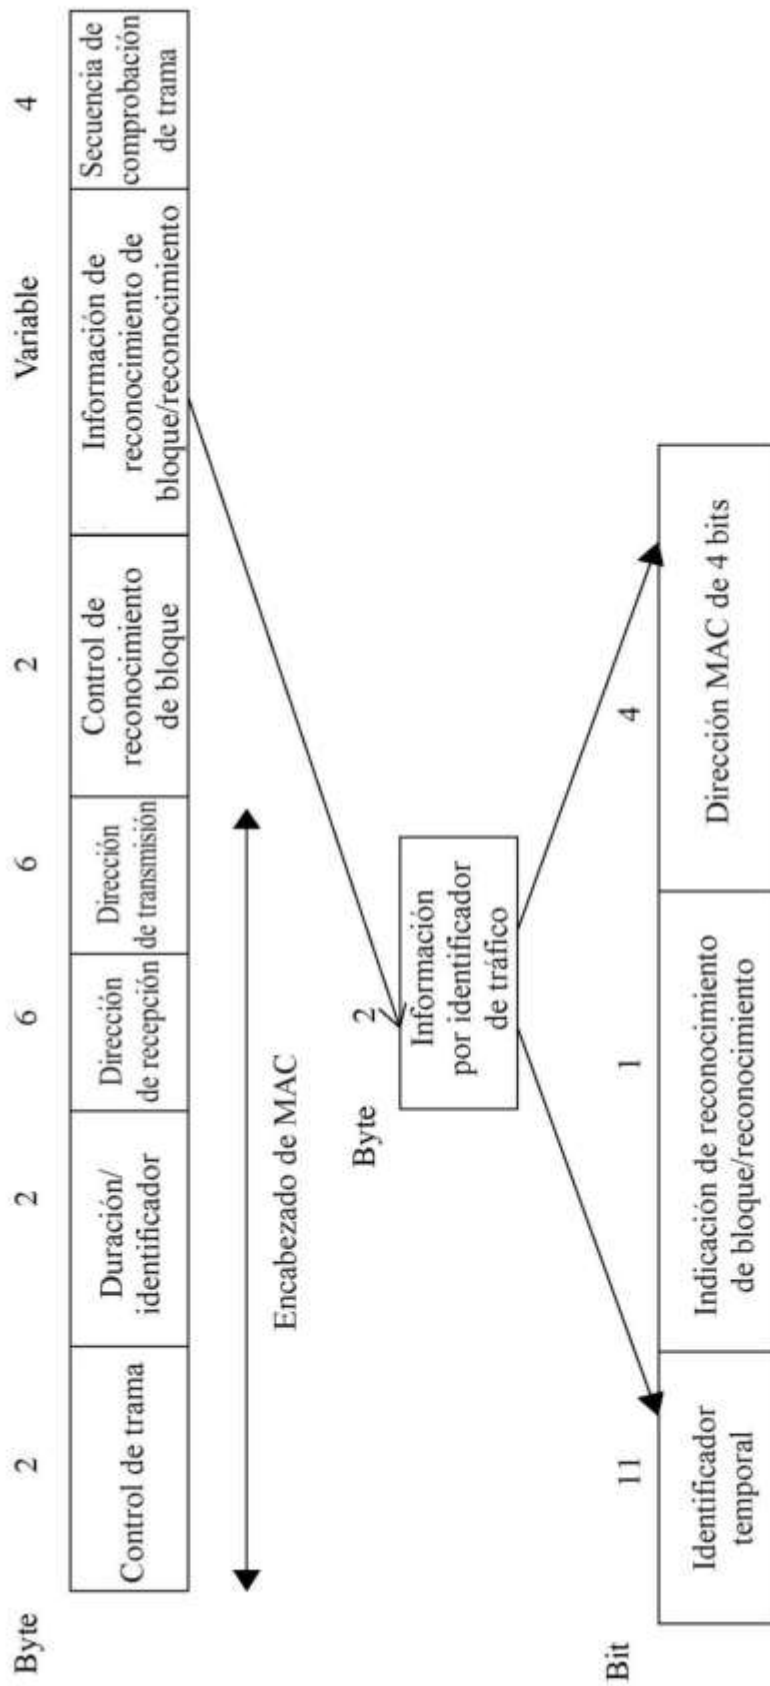 Byte
2
2
6
6
2
Variable
4
Control de trama
Duración/
identificador
Dirección
de recepción
Dirección
de transmisión
Control de
reconocimiento
de bloque
Información de
reconocimiento de
bloque/reconocimiento
Secuencia de
comprobación
de trama
Encabezado de MAC
Byte
2
Información
por identificador
de tráfico
Bit
11
1
4
Identificador
temporal
Indicación de reconocimiento
de bloque/reconocimiento
Dirección MAC de 4 bits